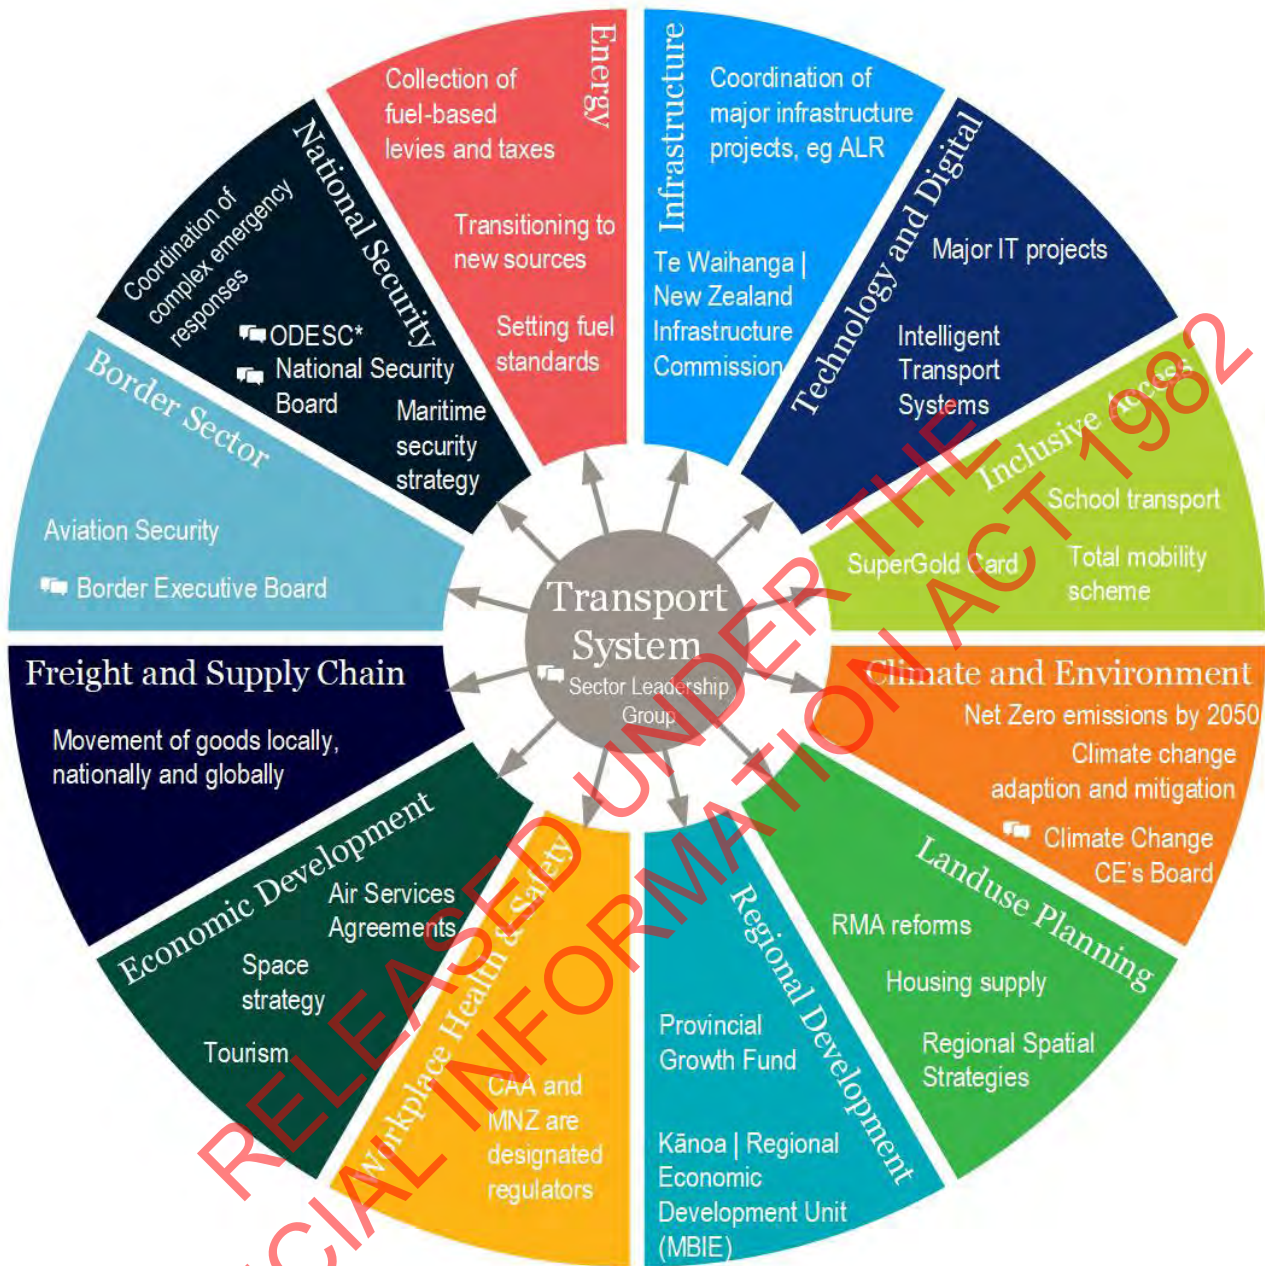 Energy
Collection of
fuel-based
levies and taxes
Transitioning to
new sources
Setting fuel
standards
Infrastructure
Coordination of
major infrastructure
projects, eg ALR
Te Waihanga |
New Zealand
Infrastructure
Commission
Technology and Digital
Major IT projects
Intelligent
Transport
Systems
Inclusive Access
School transport
SuperGold Card
Total mobility
scheme
Climate and Environment
Net Zero emissions by 2050
Climate change
adaption and mitigation
Climate Change
CE's Board
Landuse Planning
RMA reforms
Housing supply
Regional Spatial
Strategies
Regional Development
Provincial
Growth Fund
Kānoa | Regional
Economic
Development Unit
(MBIE)
Workplace Health & Safety
CAA and
MNZ are
designated
regulators
Economic Development
Air Services
Agreements
Space
strategy
Tourism
Freight and Supply Chain
Movement of goods locally,
nationally and globally
Border Sector
Aviation Security
Border Executive Board
National Security
Coordination of
complex emergency
responses
ODESC*
National Security
Board
Maritime
security
strategy
Transport
System
Sector Leadership
Group
RELEASED UNDER THE
CIAL INFORMATION ACT 1982